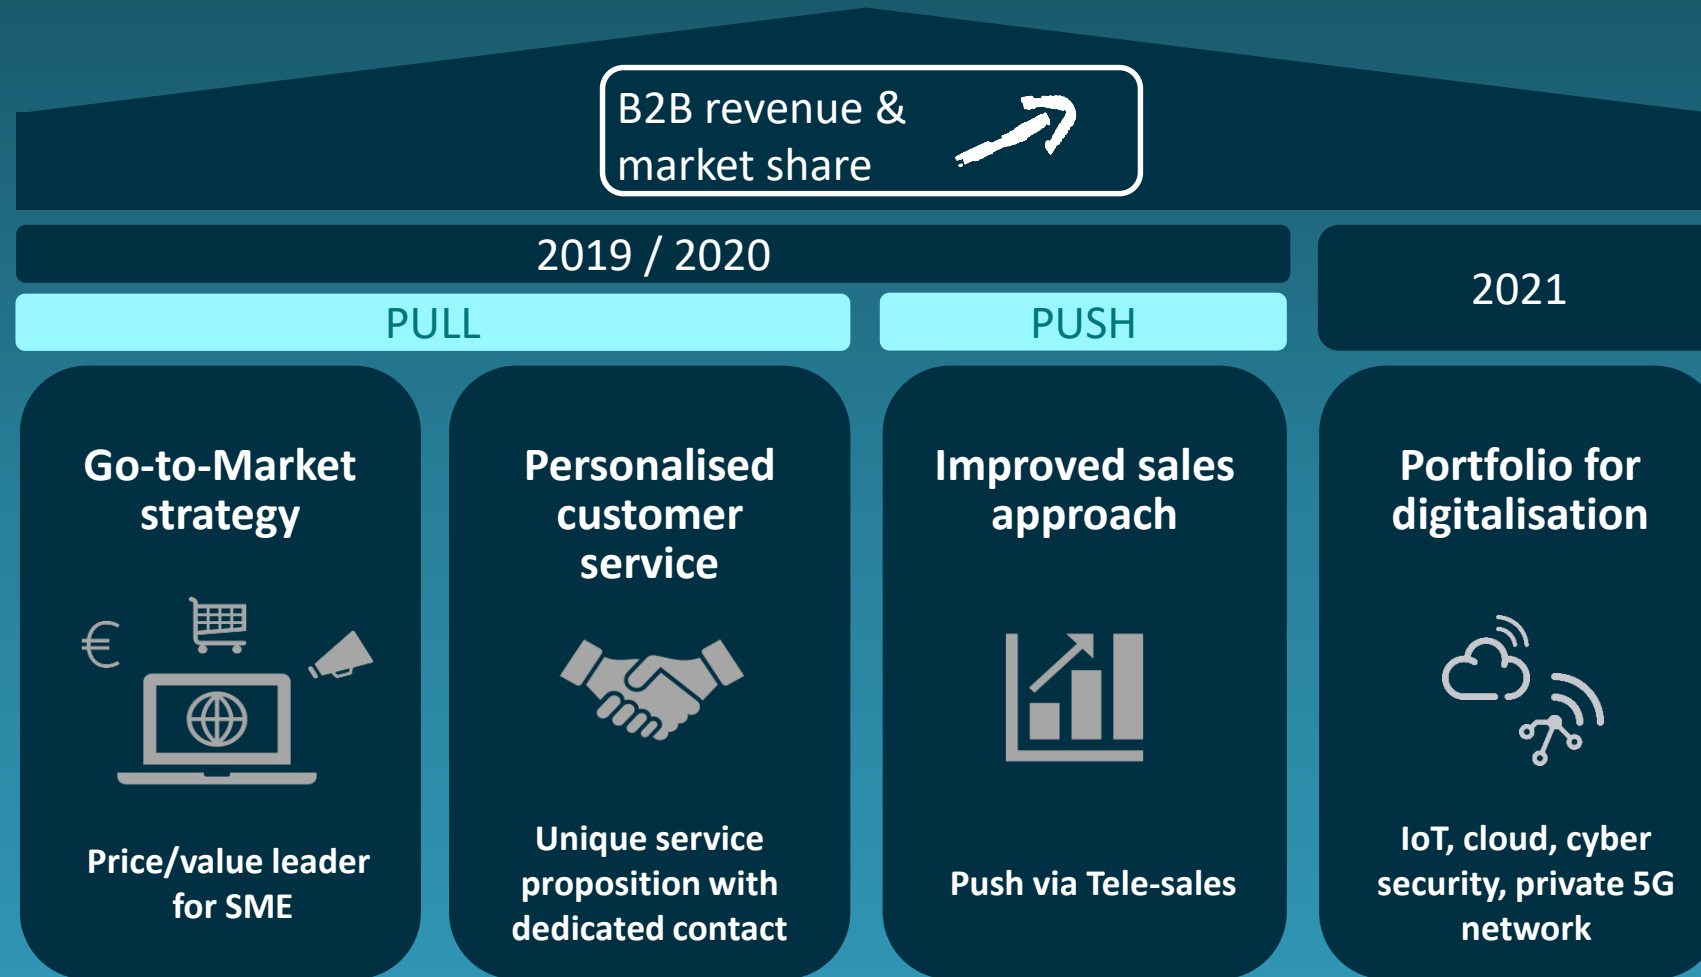 B2B revenue &
market share
2019 / 2020
2021
PULL
PUSH
Go-to-Market
strategy
€
Price/value leader
for SME
Personalised
customer
service
Unique service
proposition with
dedicated contact
Improved sales
approach
Push via Tele-sales
Portfolio for
digitalisation
IoT, cloud, cyber
security, private 5G
network